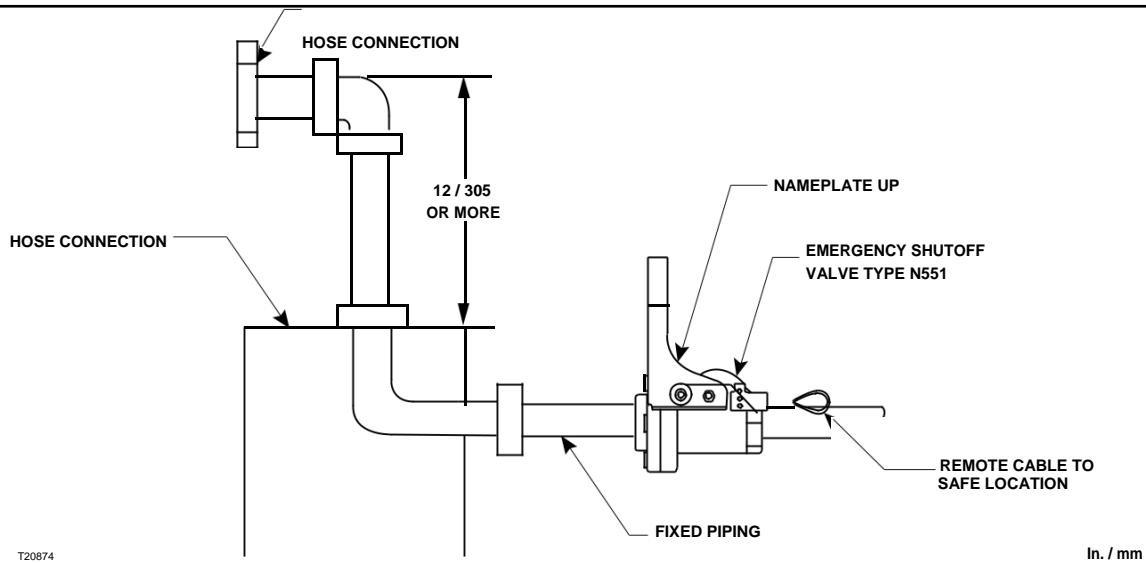 HOSE CONNECTION
12 / 305
OR MORE
NAMEPLATE UP
HOSE CONNECTION
EMERGENCY SHUTOFF
VALVE TYPE N551
REMOTE CABLE TO
SAFE LOCATION
FIXED PIPING
T20874
In. / mm